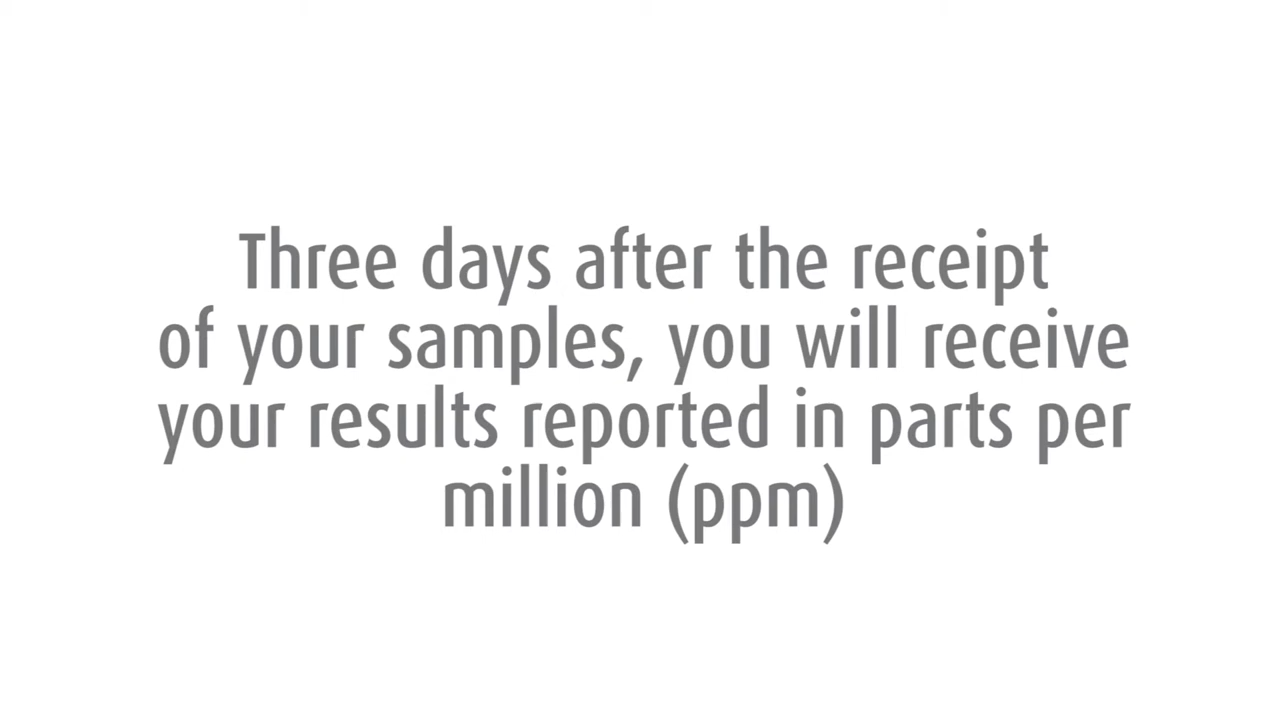 Three days after the receipt
of your samples, you will receive
your results reported in parts per
million (ppm)